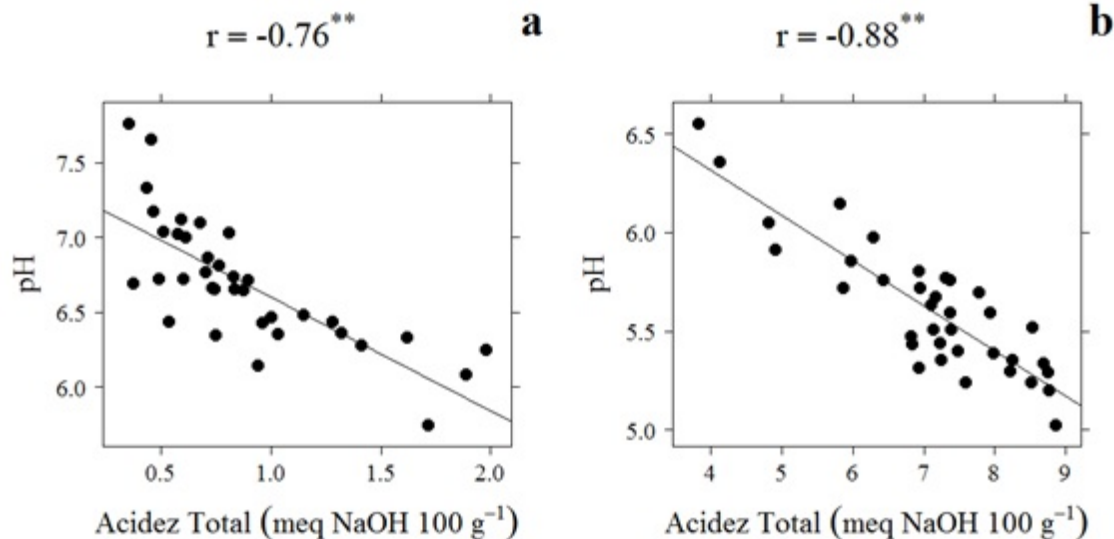 r = -0.76**
a
7.5
7.0
6.5
6.0
pH
0.5 1.0 1.5 2.0
Acidez Total (meq NaOH 100 g⁻¹)
r = -0.88**
b
6.5
6.0
5.5
5.0
pH
4 5 6 7 8 9
Acidez Total (meq NaOH 100 g⁻¹)